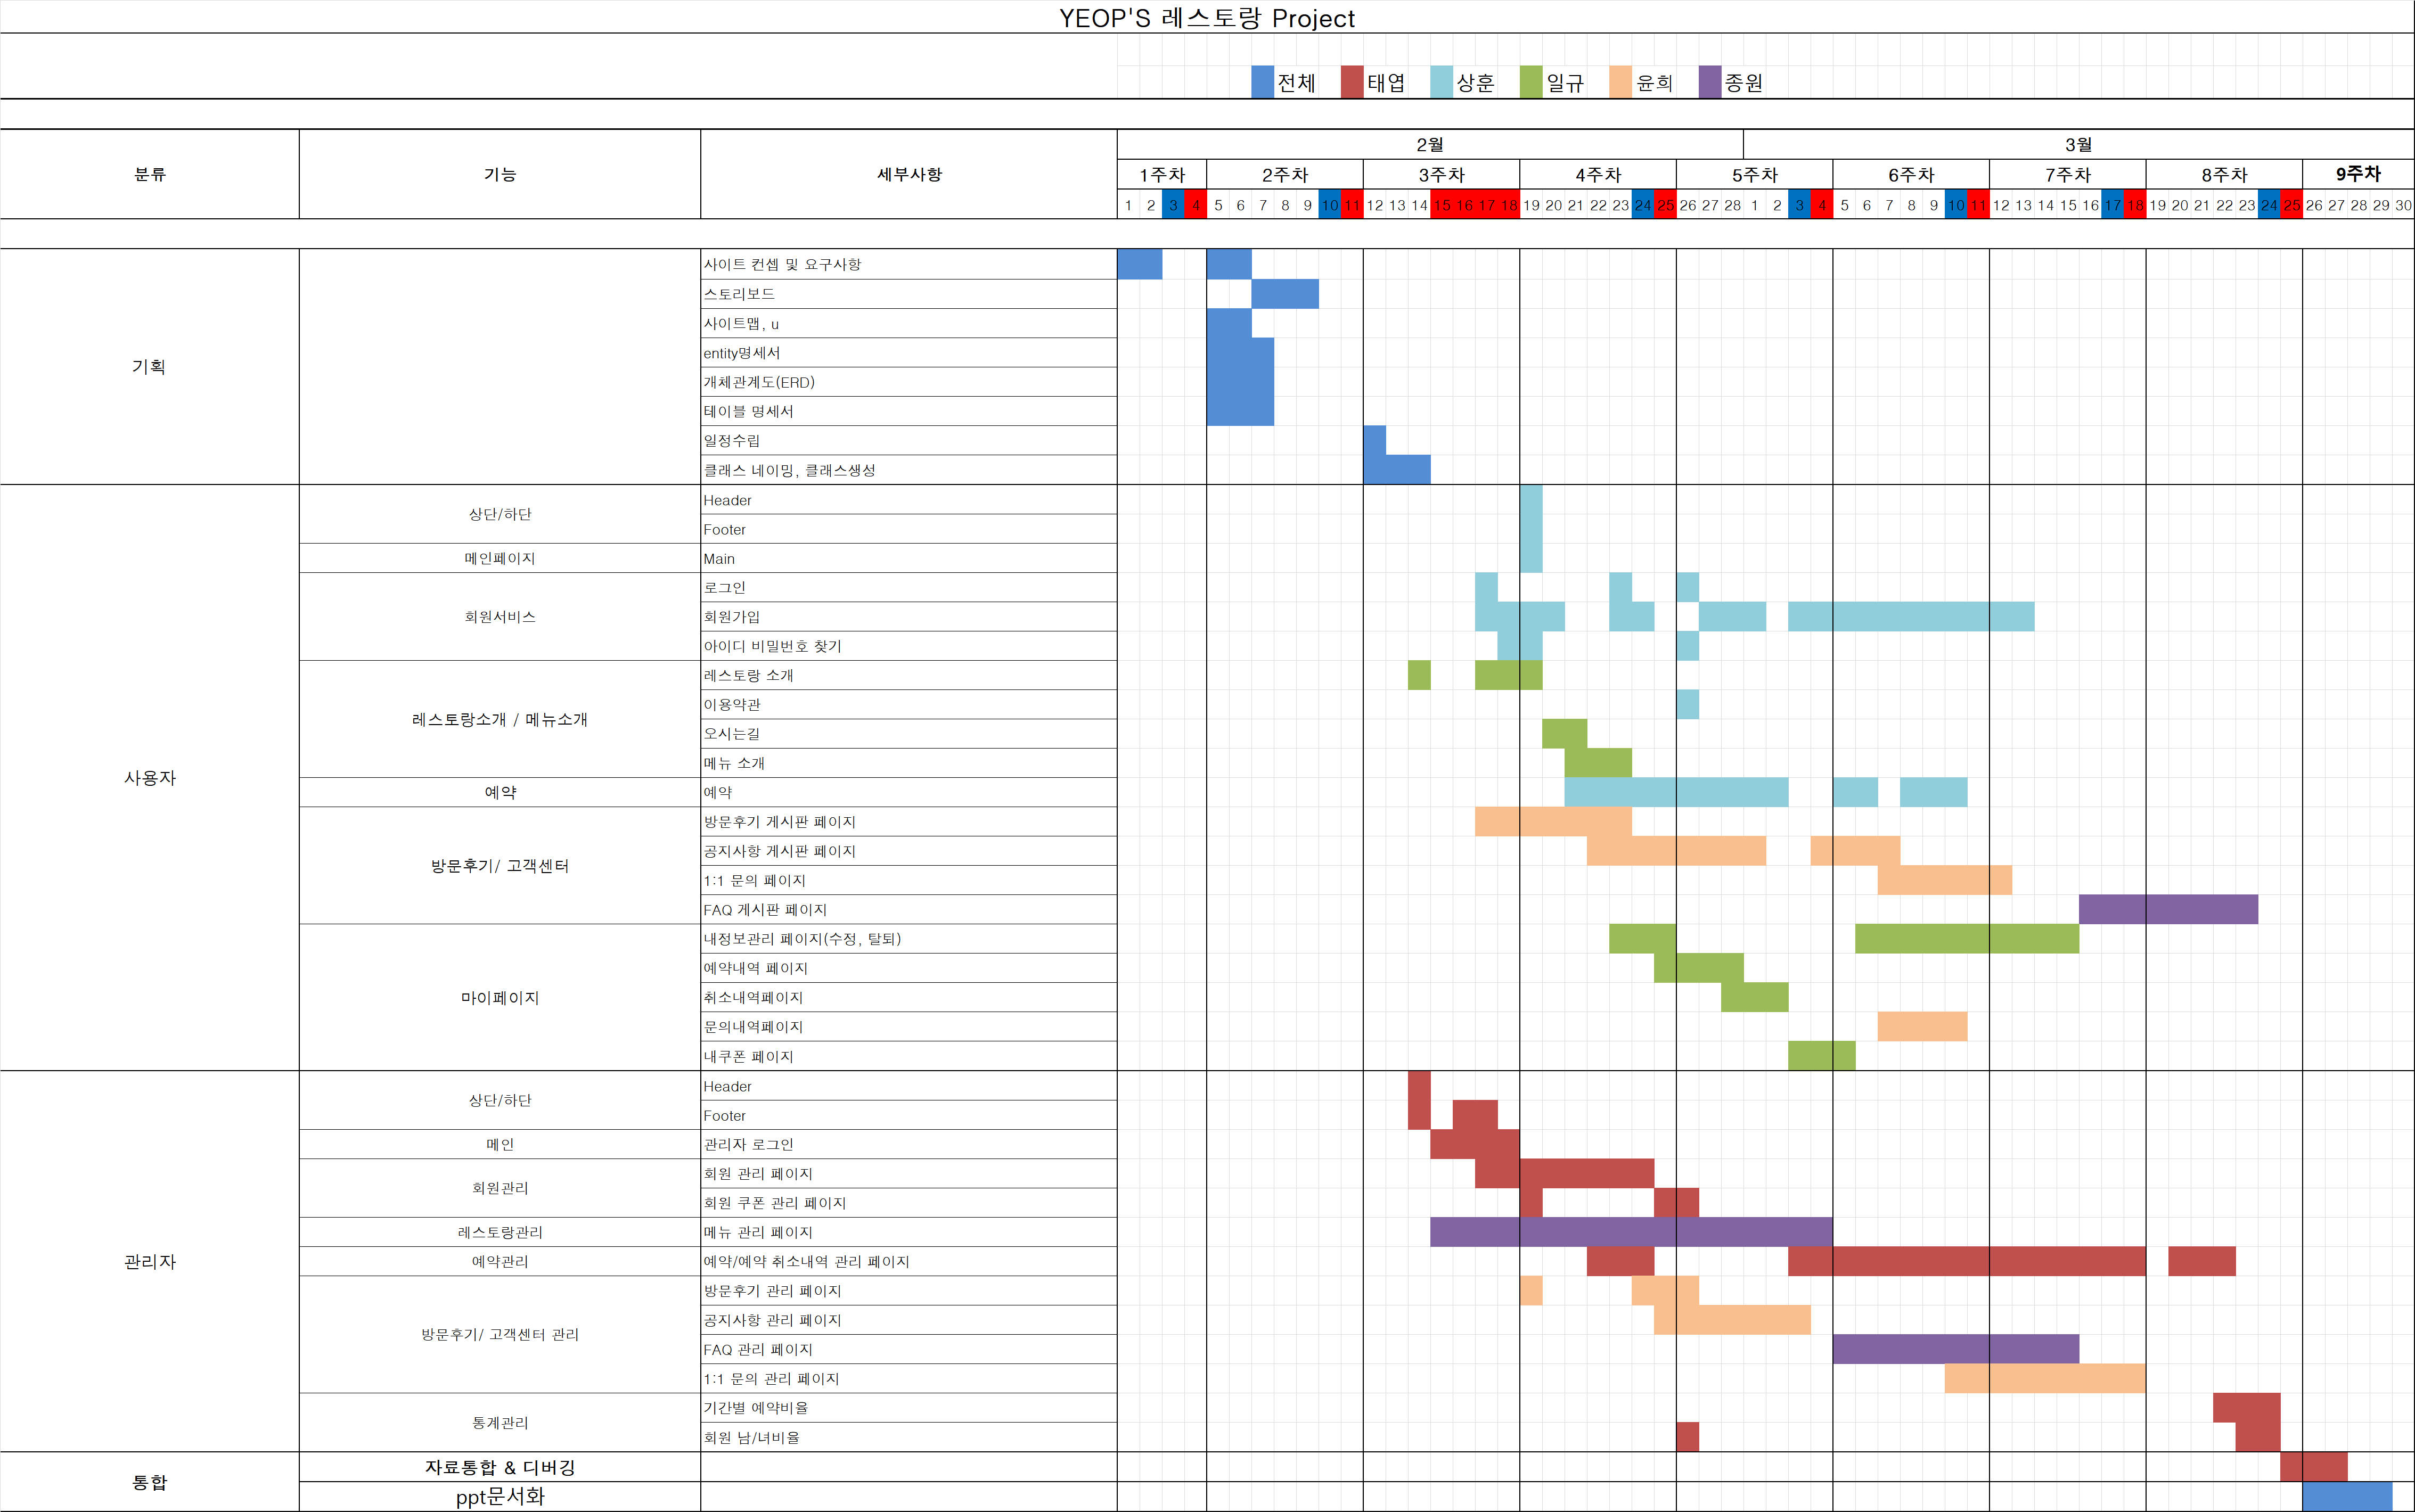 YEOP'S 레스토랑 Project
전체 태엽 상훈 일규 윤희 종원
분류 기능 세부사항 2월 3월
1주차 2주차 3주차 4주차 5주차 6주차 7주차 8주차 9주차
1 2 3 4 5 6 7 8 9 10 11 12 13 14 15 16 17 18 19 20 21 22 23 24 25 26 27 28 1 2 3 4 5 6 7 8 9 10 11 12 13 14 15 16 17 18 19 20 21 22 23 24 25 26 27 28 29 30
기획
사이트 컨셉 및 요구사항
스토리보드
사이트맵, u
entity명세서
개체관계도(ERD)
테이블 명세서
일정수립
클래스 네이밍, 클래스생성
사용자
상단/하단
Header
Footer
메인페이지
Main
회원서비스
로그인
회원가입
아이디 비밀번호 찾기
레스토랑소개 / 메뉴소개
레스토랑 소개
이용약관
오시는길
메뉴 소개
예약
예약
방문후기/ 고객센터
방문후기 게시판 페이지
공지사항 게시판 페이지
1:1 문의 페이지
FAQ 게시판 페이지
마이페이지
내정보관리 페이지(수정, 탈퇴)
예약내역 페이지
취소내역페이지
문의내역페이지
내쿠폰 페이지
관리자
상단/하단
Header
Footer
메인
관리자 로그인
회원관리
회원 관리 페이지
회원 쿠폰 관리 페이지
레스토랑관리
메뉴 관리 페이지
예약관리
예약/예약 취소내역 관리 페이지
방문후기/ 고객센터 관리
방문후기 관리 페이지
공지사항 관리 페이지
FAQ 관리 페이지
1:1 문의 관리 페이지
통계관리
기간별 예약비율
회원 남/녀비율
통합
자료통합 & 디버깅
ppt문서화